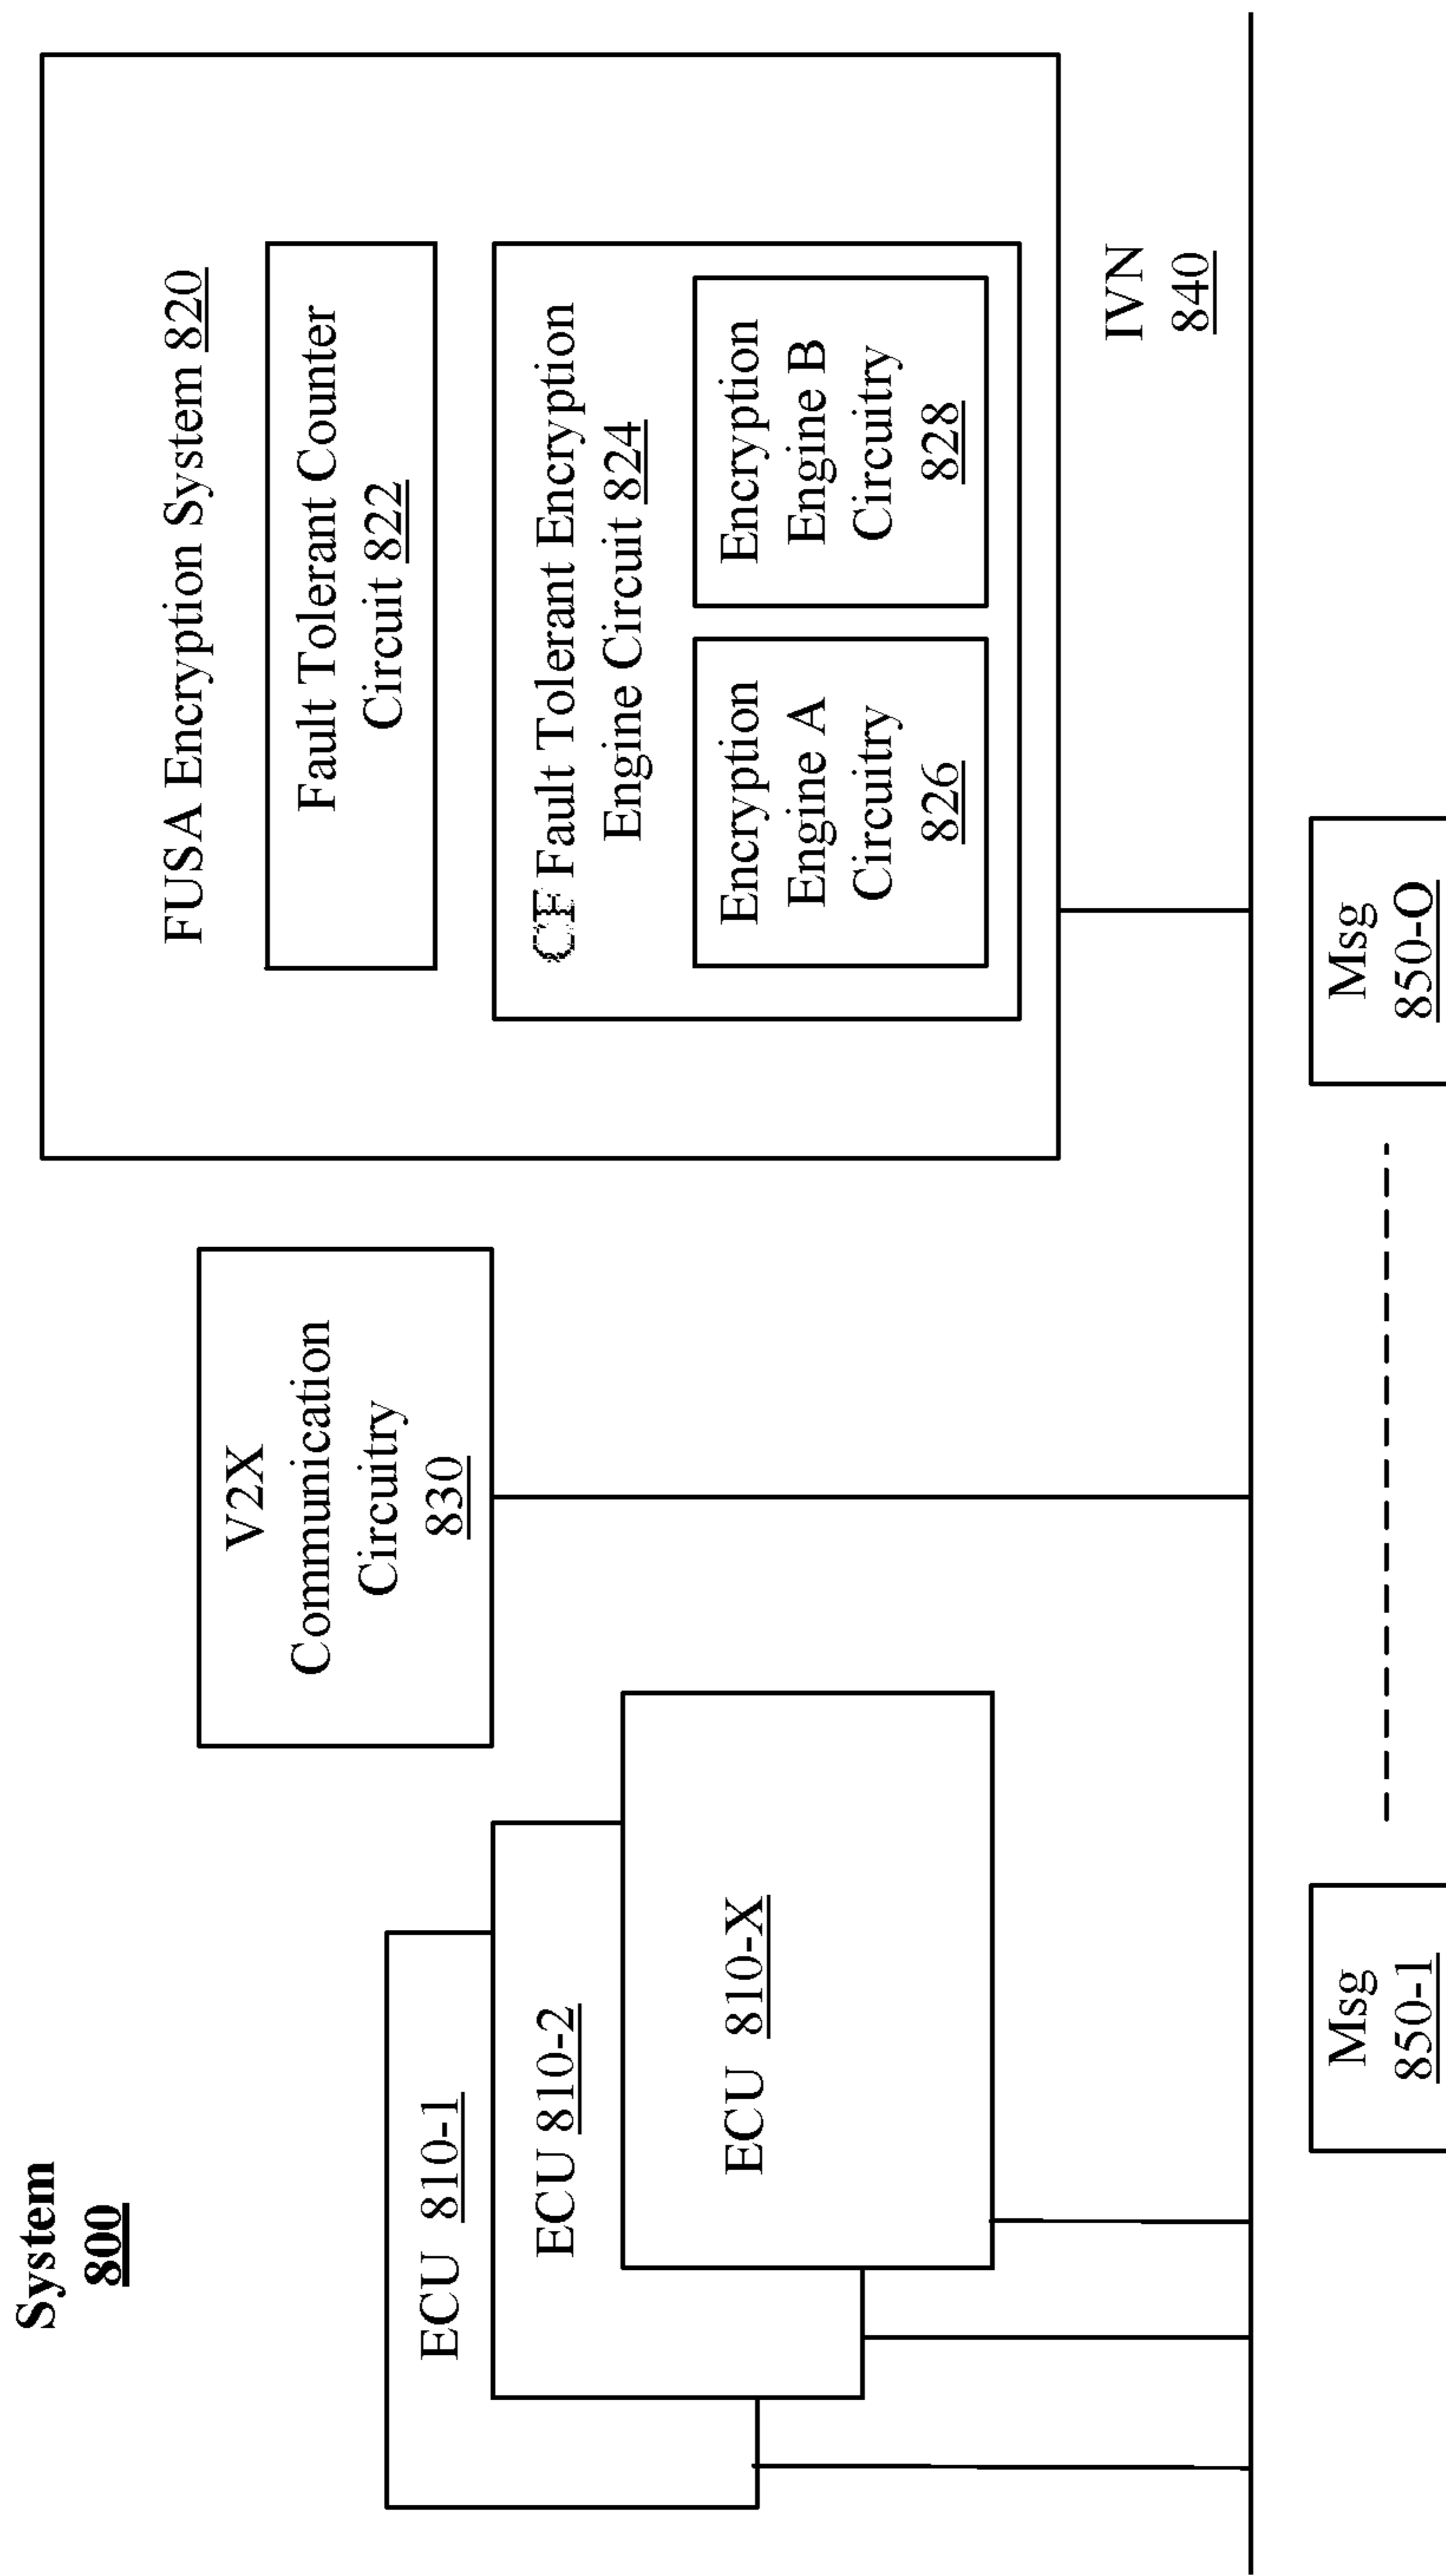 System
800
ECU 810-1
ECU 810-2
ECU 810-X
V2X
Communication
Circuitry
830
FUSA Encryption System 820
Fault Tolerant Counter
Circuit 822
CF Fault Tolerant Encryption
Engine Circuit 824
Encryption
Engine A
Circuitry
826
Encryption
Engine B
Circuitry
828
IVN
840
Msg
850-1
Msg
850-O